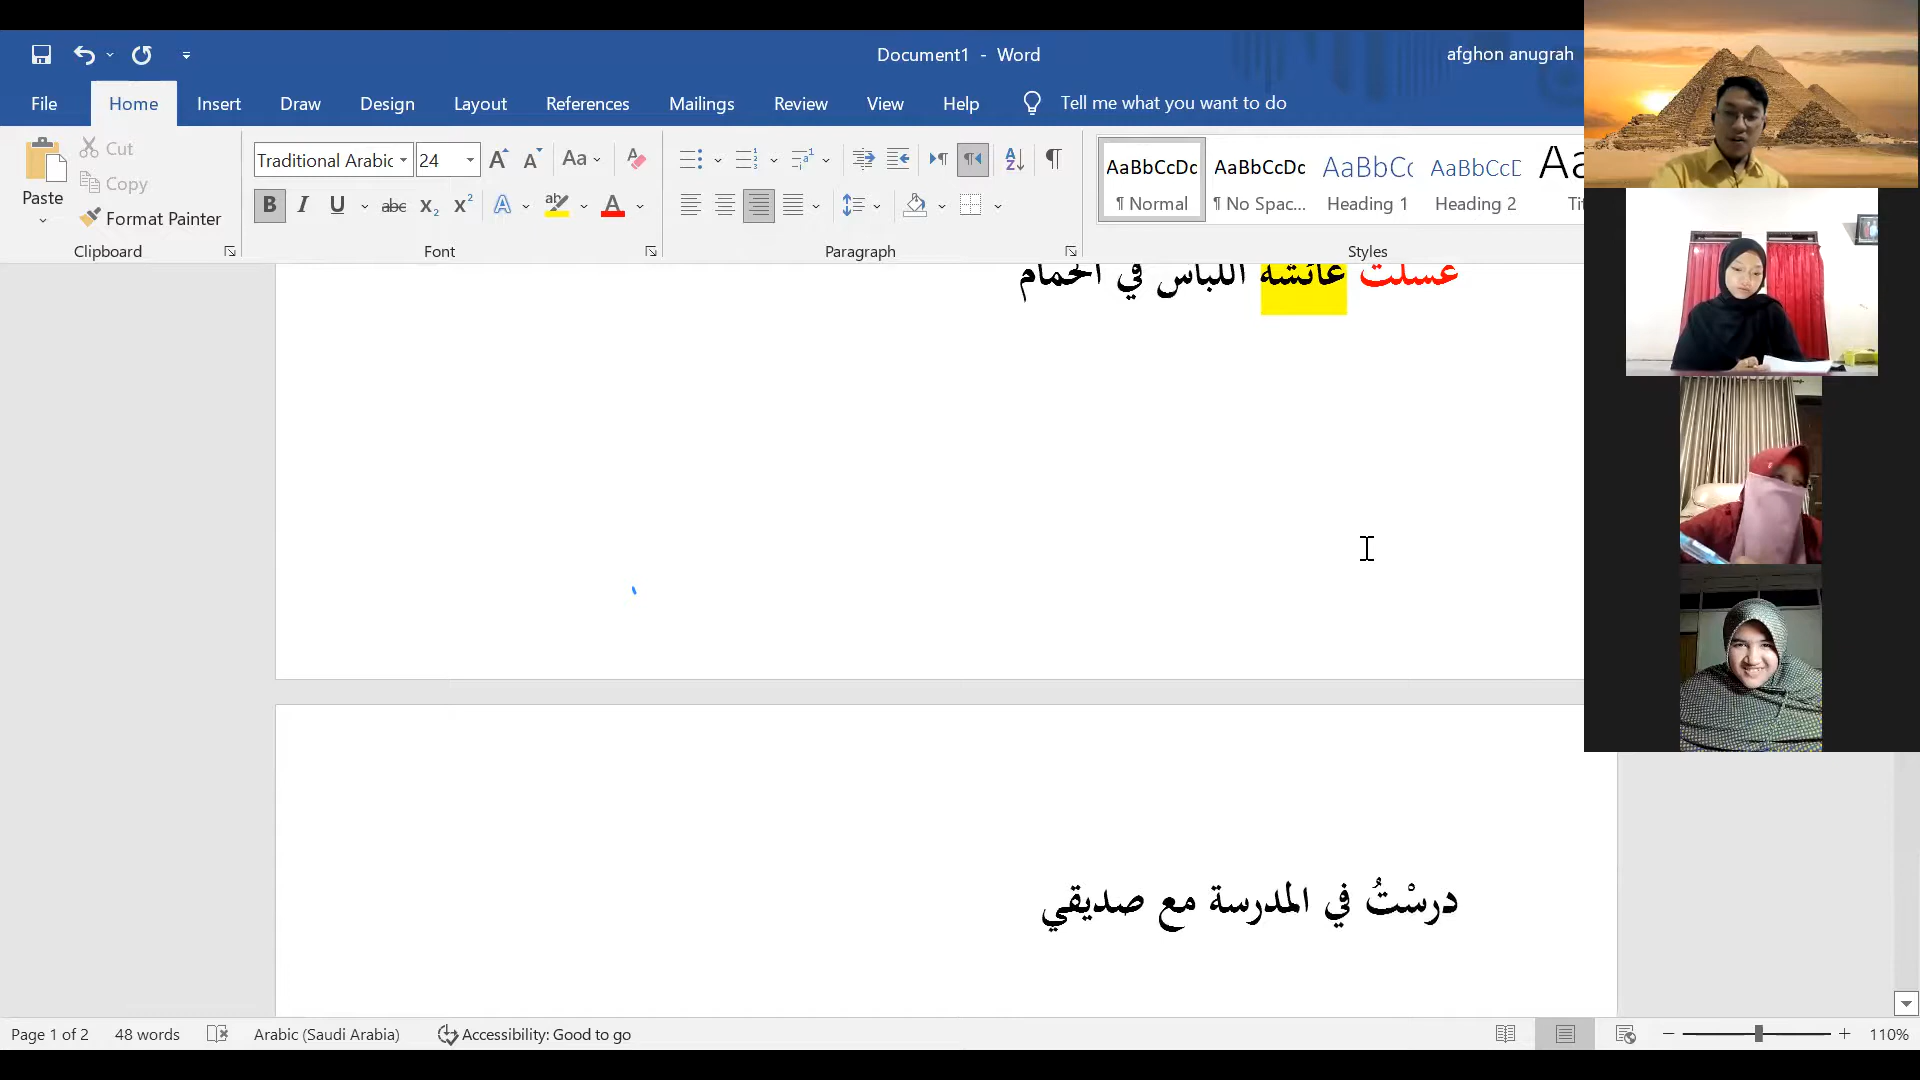 Document1 - Word
afghon anugrah
File Home Insert Draw Design Layout References Mailings Review View Help Tell me what you want to do
Paste
Cut
Copy
Format Painter
Clipboard
Traditional Arabic 24
Font
Paragraph
AaBbCcDc AaBbCcDc AaBbCc AaBbCcD Aa
¶ Normal ¶ No Spac... Heading 1 Heading 2 Tit
Styles
غسلت عائشة اللباس في الحمام
درسْتُ في المدرسة مع صديقي
Page 1 of 2 48 words Arabic (Saudi Arabia) Accessibility: Good to go 110%